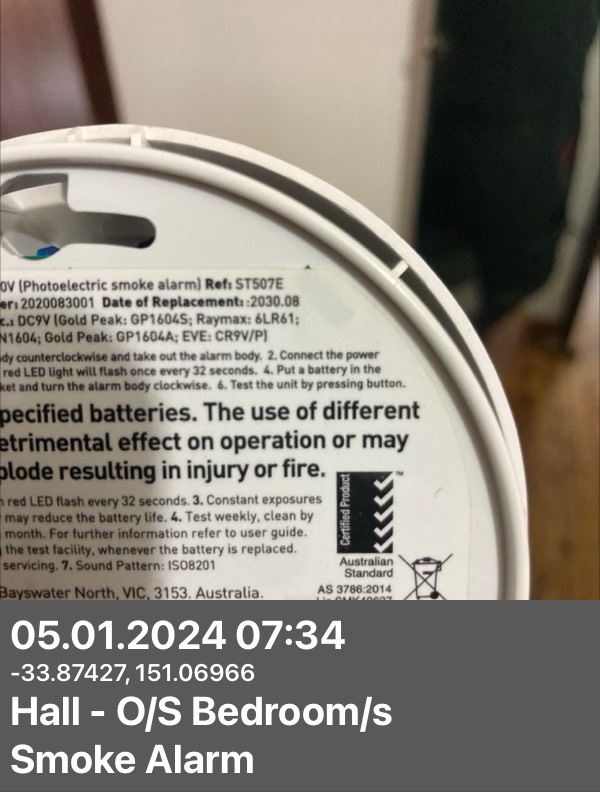 0V (Photoelectric smoke alarm) Ref: ST507E
er: 2020083001 Date of Replacement: :2030.08
c.: DC9V (Gold Peak: GP1604S; Raymax: 6LR61;
N1604; Gold Peak: GP1604A; EVE: CR9V/P)
dy counterclockwise and take out the alarm body. 2. Connect the power
red LED light will flash once every 32 seconds. 4. Put a battery in the
ket and turn the alarm body clockwise. 6. Test the unit by pressing button.
pecified batteries. The use of different
etrimental effect on operation or may
plode resulting in injury or fire.
n red LED flash every 32 seconds. 3. Constant exposures
may reduce the battery life. 4. Test weekly, clean by
month. For further information refer to user guide.
the test facility, whenever the battery is replaced.
servicing. 7. Sound Pattern: ISO8201
Certified Product
TM
Australian
Standard
Bayswater North, VIC, 3153. Australia.
AS 3786:2014
05.01.2024 07:34
-33.87427, 151.06966
Hall - O/S Bedroom/s
Smoke Alarm